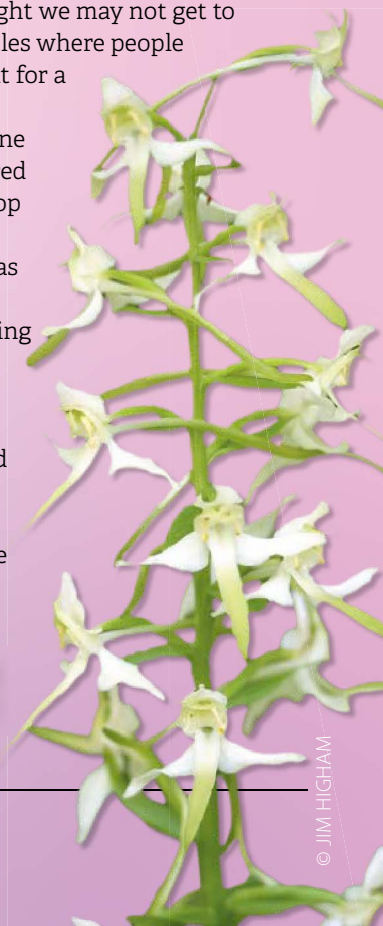 ght we may not get to
les where people
t for a
ne
ed
op
as
ing
d
e
© JIM HIGHAM